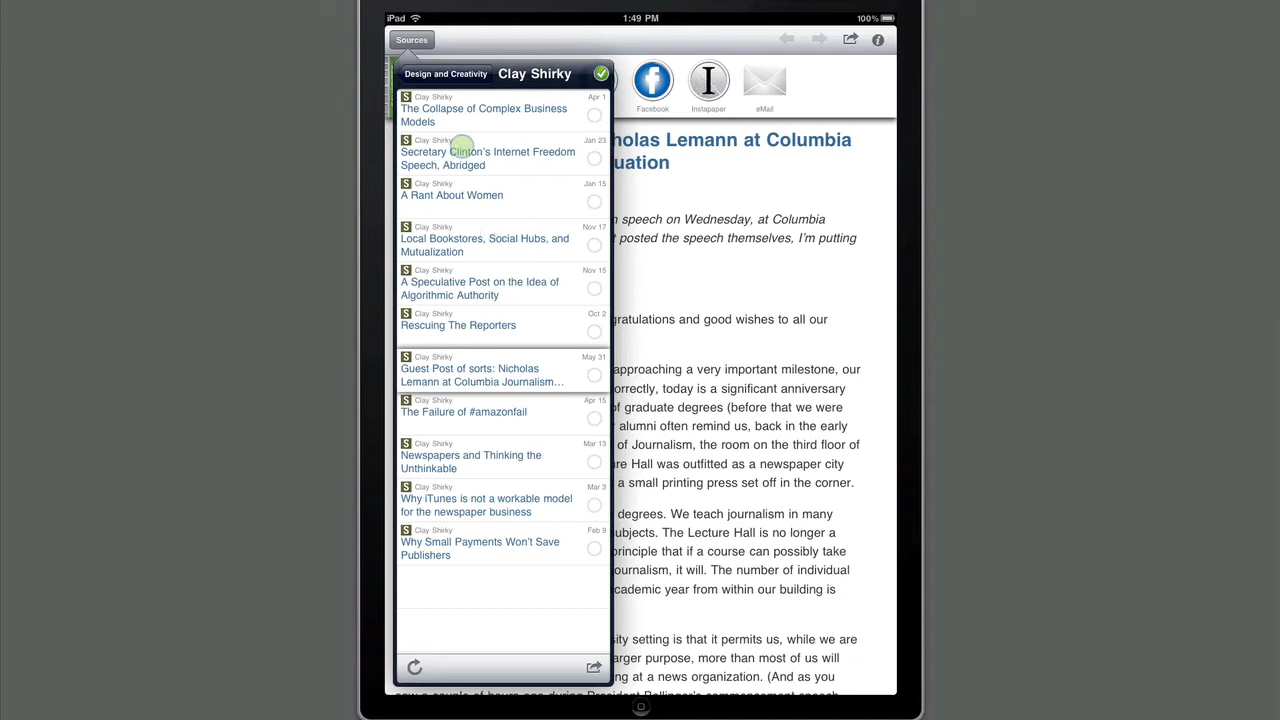 iPad
1:49 PM
100%
Sources
Design and Creativity
Clay Shirky
Facebook
Instapaper
eMail
Clay Shirky
Apr 1
The Collapse of Complex Business
Models
Clay Shirky
Jan 23
Secretary Clinton's Internet Freedom
Speech, Abridged
Clay Shirky
Jan 15
A Rant About Women
Clay Shirky
Nov 17
Local Bookstores, Social Hubs, and
Mutualization
Clay Shirky
Nov 15
A Speculative Post on the Idea of
Algorithmic Authority
Clay Shirky
Oct 2
Rescuing The Reporters
Clay Shirky
May 31
Guest Post of sorts: Nicholas
Lemann at Columbia Journalism…
Clay Shirky
Apr 15
The Failure of #amazonfail
Clay Shirky
Mar 13
Newspapers and Thinking the
Unthinkable
Clay Shirky
Mar 3
Why iTunes is not a workable model
for the newspaper business
Clay Shirky
Feb 9
Why Small Payments Won't Save
Publishers
Lemann at Columbia
speech on Wednesday, at Columbia
posted the speech themselves, I'm putting
and good wishes to all our
approaching a very important milestone, our
correctly, today is a significant anniversary
of graduate degrees (before that we were
alumni often remind us, back in the early
of Journalism, the room on the third floor of
Hall was outfitted as a newspaper city
a small printing press set off in the corner.
degrees. We teach journalism in many
The Lecture Hall is no longer a
principle that if a course can possibly take
it will. The number of individual
academic year from within our building is
setting is that it permits us, while we are
larger purpose, more than most of us will
at a news organization. (And as you